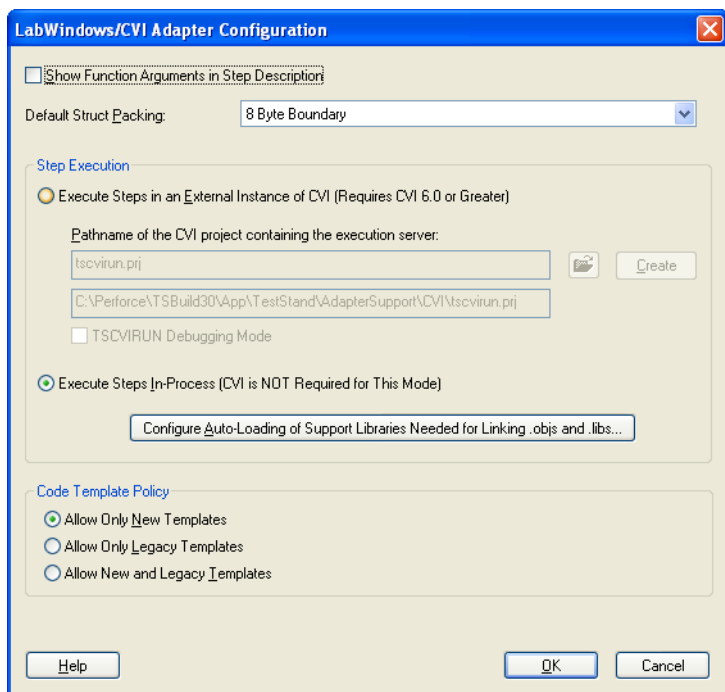 LabWindows/CVI Adapter Configuration
Show Function Arguments in Step Description
Default Struct Packing:
8 Byte Boundary
Step Execution
Execute Steps in an External Instance of CVI (Requires CVI 6.0 or Greater)
Pathname of the CVI project containing the execution server:
tscvirun.prj
Create
C:\Perforce\TSBuild30\App\TestStand\AdapterSupport\CVI\tscvirun.prj
TSCVIRUN Debugging Mode
Execute Steps In-Process (CVI is NOT Required for This Mode)
Configure Auto-Loading of Support Libraries Needed for Linking .objs and .libs...
Code Template Policy
Allow Only New Templates
Allow Only Legacy Templates
Allow New and Legacy Templates
Help
OK
Cancel